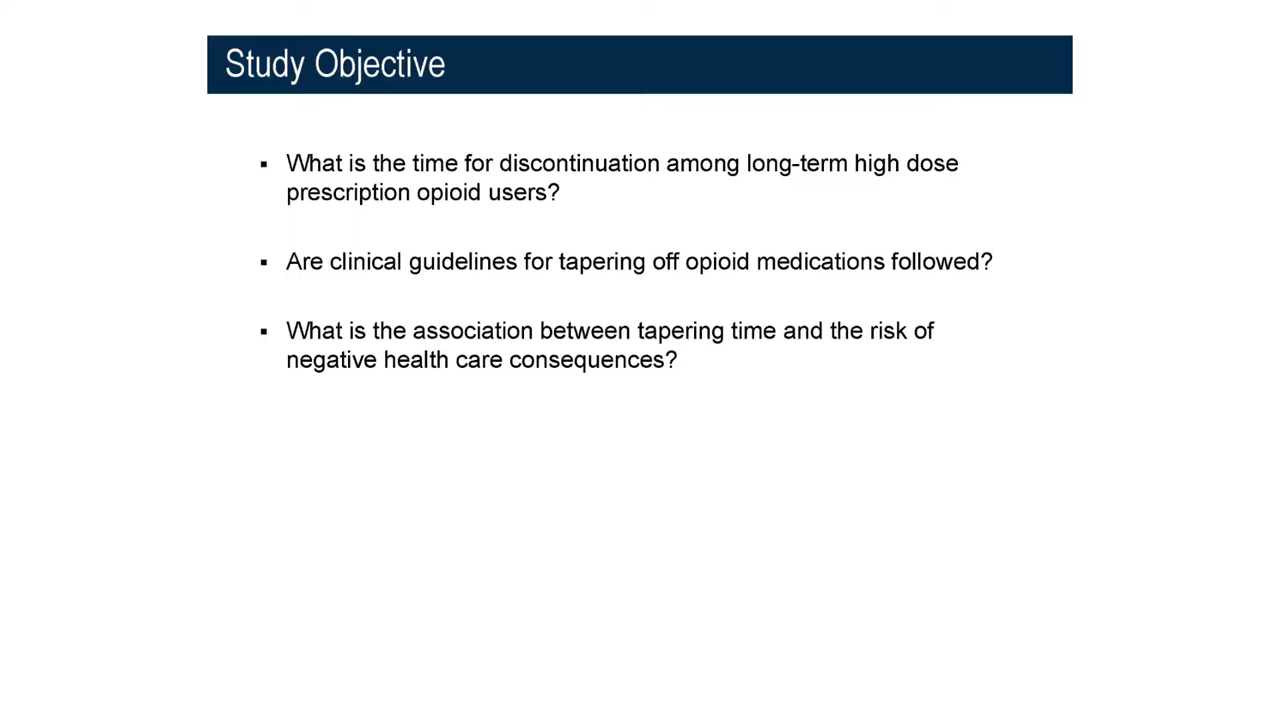 Study Objective
▪ What is the time for discontinuation among long-term high dose
prescription opioid users?
▪ Are clinical guidelines for tapering off opioid medications followed?
▪ What is the association between tapering time and the risk of
negative health care consequences?